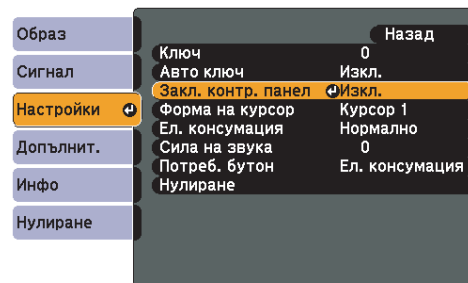 Образ
Сигнал
Настройки
Допълнит.
Инфо
Нулиране
Назад
Ключ 0
Авто ключ Изкл.
Закл. контр. панел Изкл.
Форма на курсор Курсор 1
Ел. консумация Нормално
Сила на звука 0
Потреб. бутон Ел. консумация
Нулиране